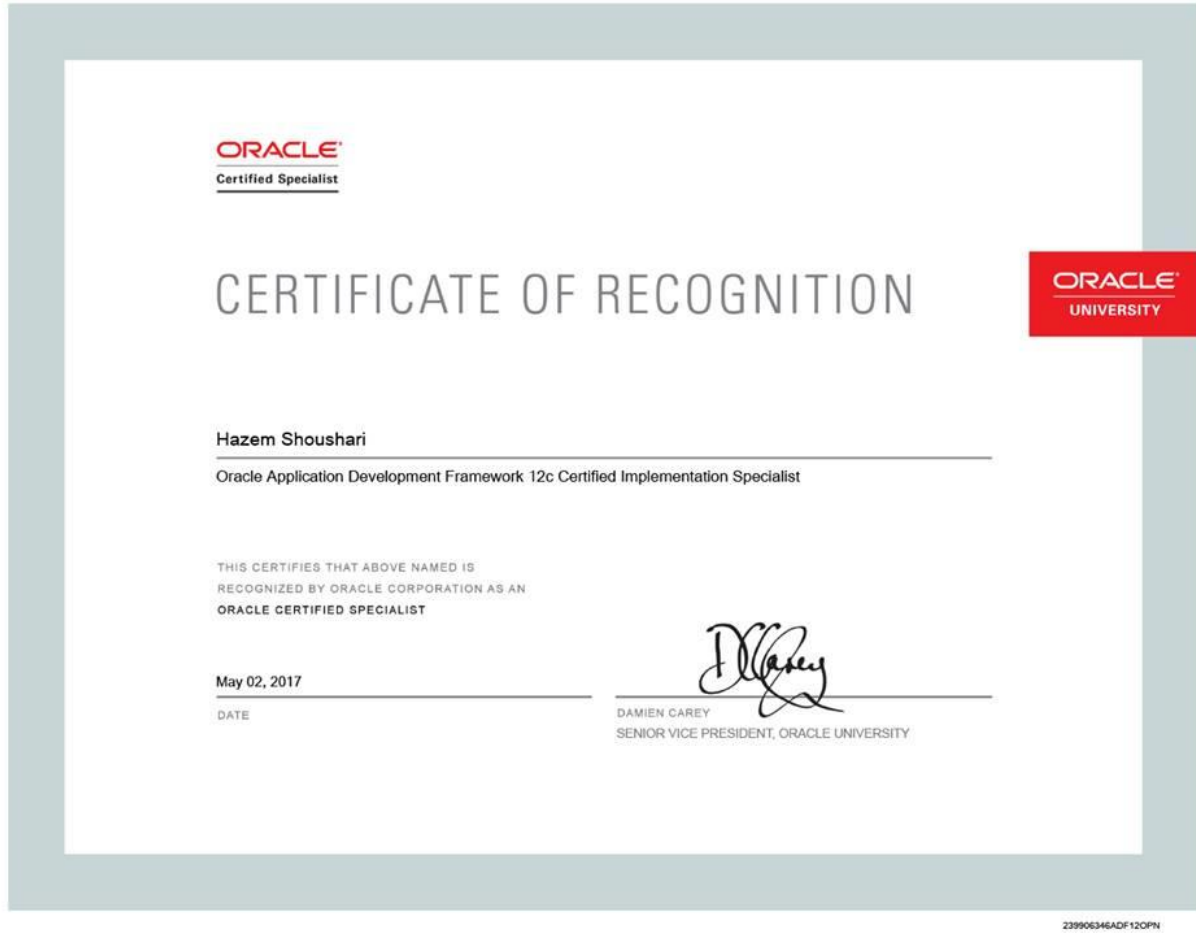 ORACLE®
Certified Specialist
CERTIFICATE OF RECOGNITION
ORACLE®
UNIVERSITY
Hazem Shoushari
Oracle Application Development Framework 12c Certified Implementation Specialist
THIS CERTIFIES THAT ABOVE NAMED IS
RECOGNIZED BY ORACLE CORPORATION AS AN
ORACLE CERTIFIED SPECIALIST
DCarey
May 02, 2017
DATE
DAMIEN CAREY
SENIOR VICE PRESIDENT, ORACLE UNIVERSITY
239906346ADF12OPN